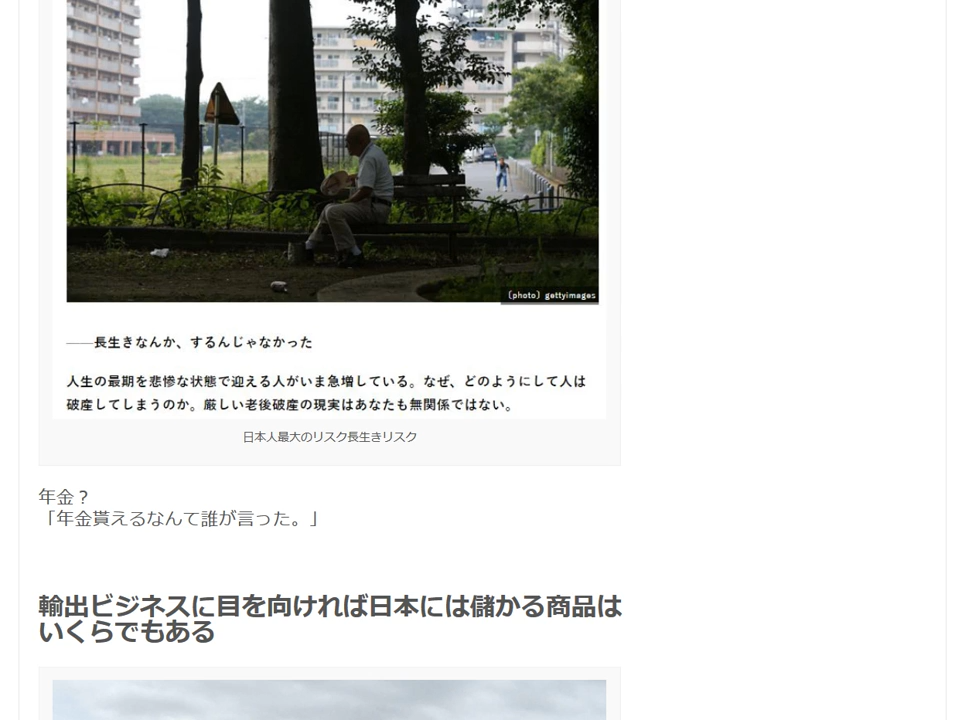 〔photo〕gettyimages
――長生きなんか、するんじゃなかった
人生の最期を悲惨な状態で迎える人がいま急増している。なぜ、どのようにして人は
破産してしまうのか。厳しい老後破産の現実はあなたも無関係ではない。
日本人最大のリスク長生きリスク
年金？
「年金貰えるなんて誰が言った。」
輸出ビジネスに目を向ければ日本には儲かる商品は
いくらでもある